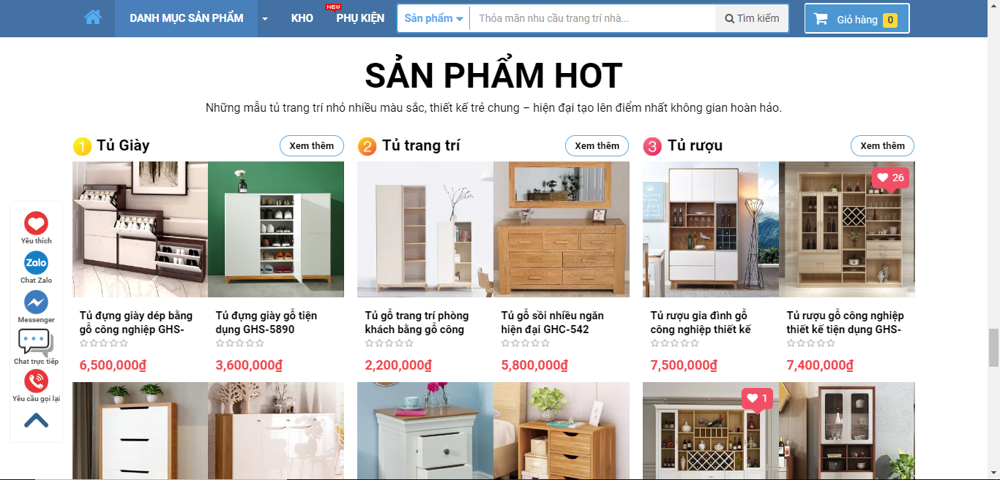 DANH MỤC SẢN PHẨM
KHO
NEW
PHỤ KIỆN
Sản phẩm
Thỏa mãn nhu cầu trang trí nhà...
Tìm kiếm
Giỏ hàng 0
SẢN PHẨM HOT
Những mẫu tủ trang trí nhỏ nhiều màu sắc, thiết kế trẻ chung – hiện đại tạo lên điểm nhất không gian hoàn hảo.
1 Tủ Giày
Xem thêm
2 Tủ trang trí
Xem thêm
3 Tủ rượu
Xem thêm
26
Tủ đựng giày dép bằng
gỗ công nghiệp GHS-
6,500,000₫
Tủ đựng giày gỗ tiện
dụng GHS-5890
3,600,000₫
Tủ gỗ trang trí phòng
khách bằng gỗ công
2,200,000₫
Tủ gỗ sồi nhiều ngăn
hiện đại GHC-542
5,800,000₫
Tủ rượu gia đình gỗ
công nghiệp thiết kế
7,500,000₫
Tủ rượu gỗ công nghiệp
thiết kế tiện dụng GHS-
7,400,000₫
1
Yêu thích
Zalo
Chat Zalo
Messenger
Chat trực tiếp
Yêu cầu gọi lại